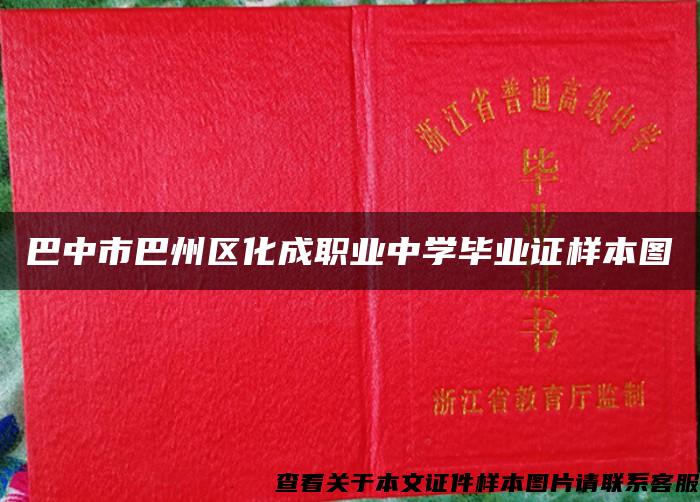 浙江省普通高级中学
毕业证书
巴中市巴州区化成职业中学毕业证样本图
浙江省教育厅监制
查看关于本文证件样本图片请联系客服